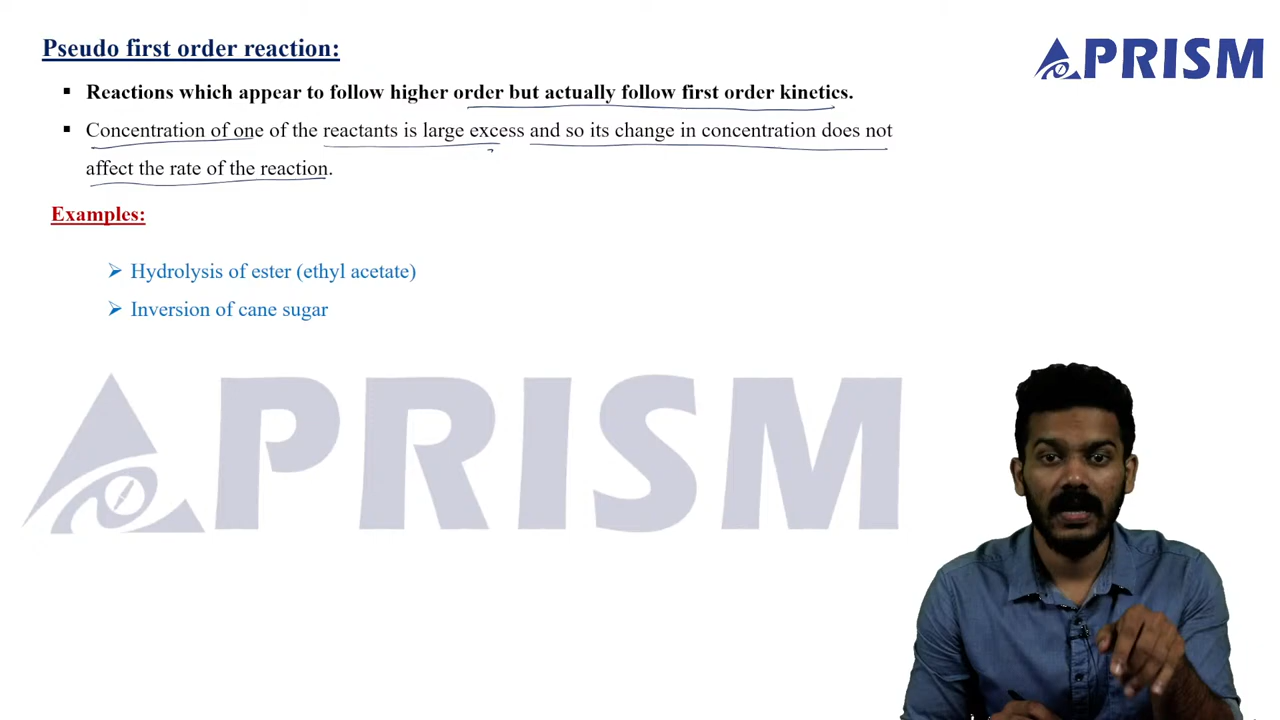 Pseudo first order reaction:
PRISM
▪ Reactions which appear to follow higher order but actually follow first order kinetics.
▪ Concentration of one of the reactants is large excess and so its change in concentration does not
affect the rate of the reaction.
Examples:
➢ Hydrolysis of ester (ethyl acetate)
➢ Inversion of cane sugar
PRISM